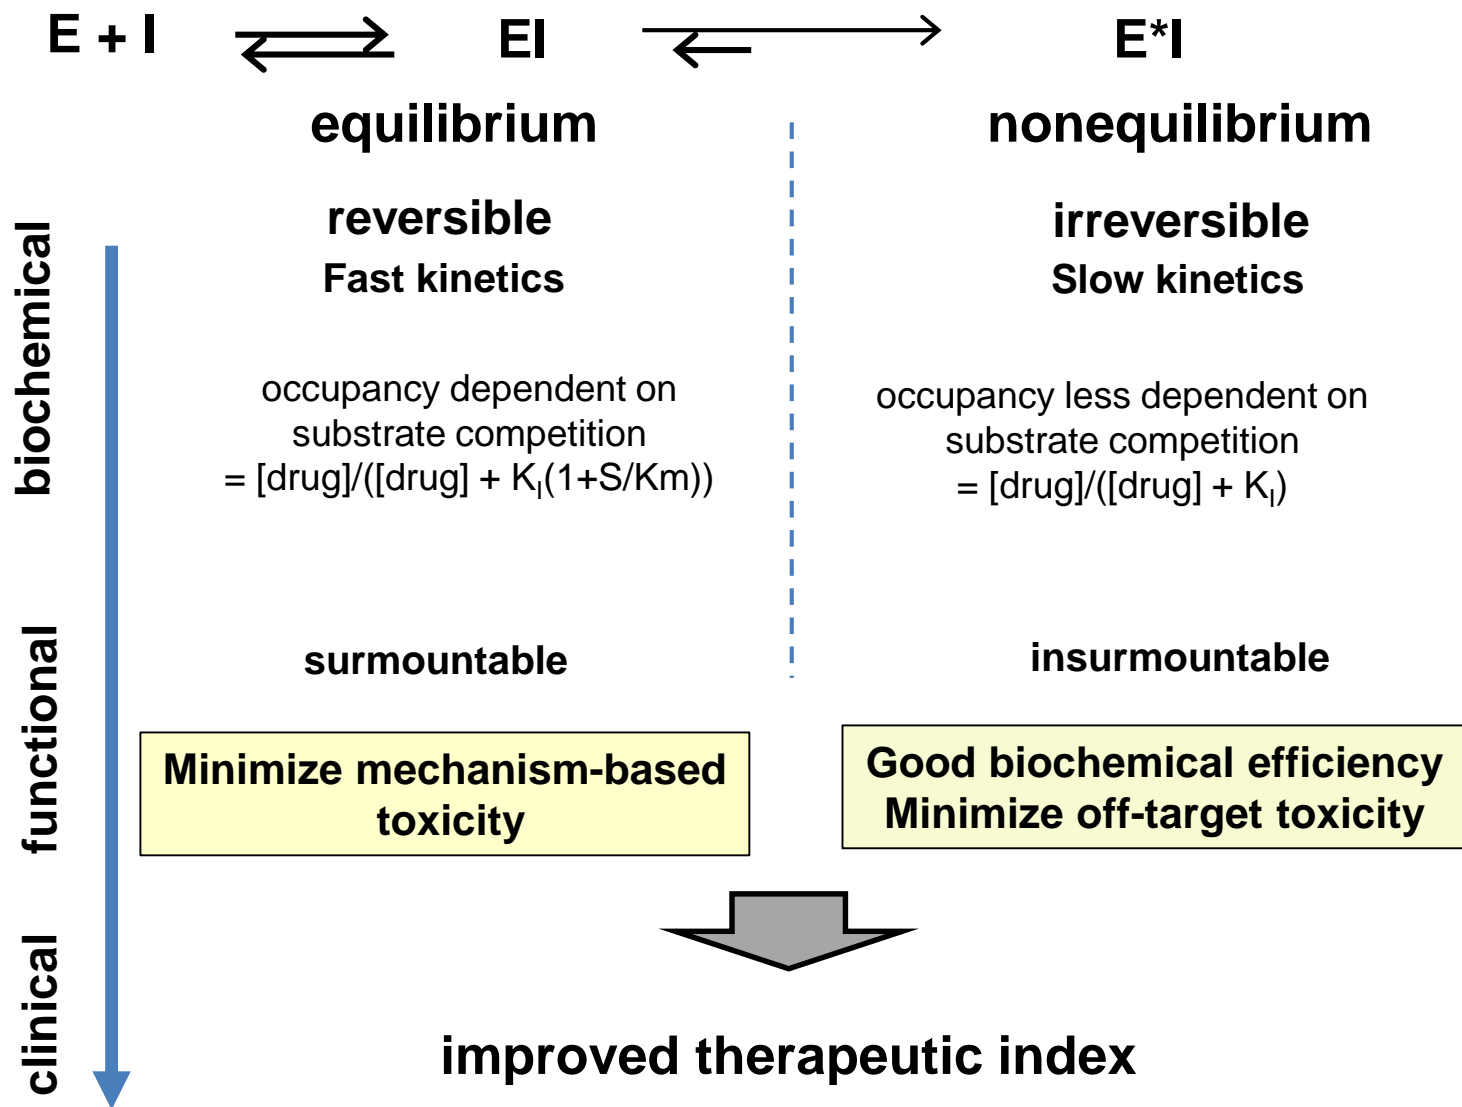 E + I
EI
E*I
equilibrium
nonequilibrium
reversible
irreversible
Fast kinetics
Slow kinetics
biochemical
occupancy dependent on
substrate competition
= [drug]/([drug] + K_I(1+S/Km))
occupancy less dependent on
substrate competition
= [drug]/([drug] + K_I)
functional
surmountable
insurmountable
Minimize mechanism-based
toxicity
Good biochemical efficiency
Minimize off-target toxicity
clinical
improved therapeutic index